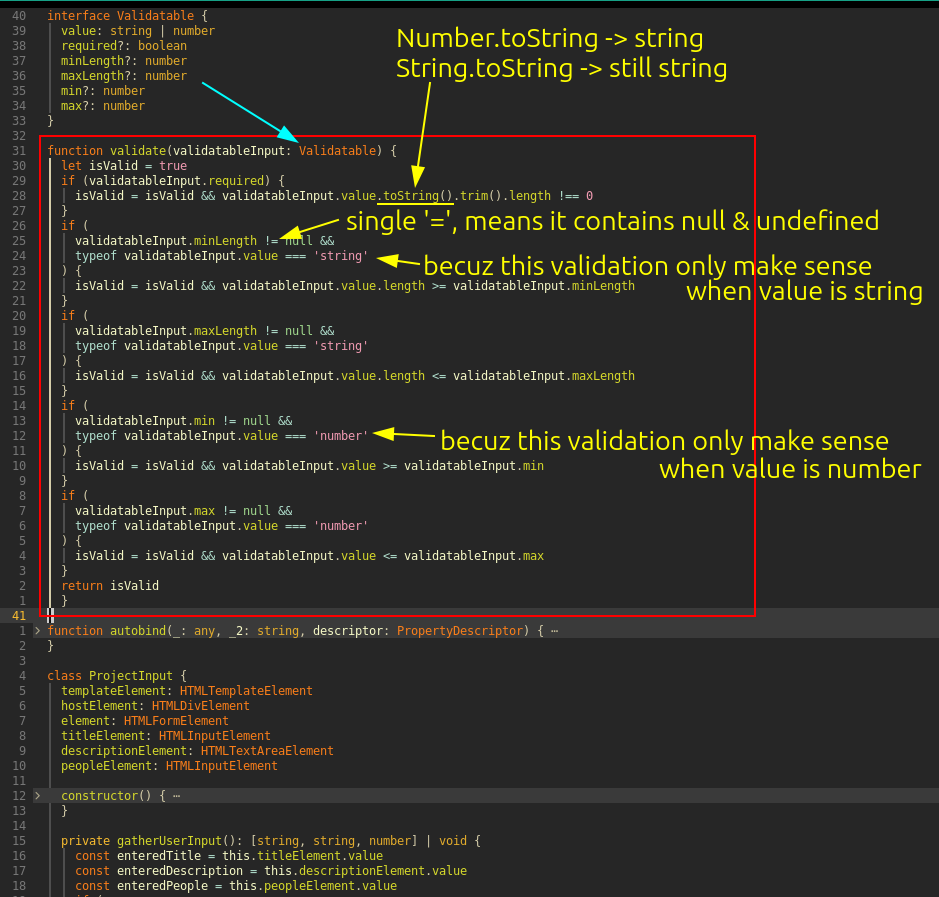 40 interface Validatable {
39 value: string | number
38 required?: boolean
37 minLength?: number
36 maxLength?: number
35 min?: number
34 max?: number
33 }
Number.toString -> string
String.toString -> still string
32
31 function validate(validatableInput: Validatable) {
30 let isValid = true
29 if (validatableInput.required) {
28 isValid = isValid && validatableInput.value.toString().trim().length !== 0
27 }
single '=', means it contains null & undefined
26 if (
25 validatableInput.minLength != null &&
24 typeof validatableInput.value === 'string'
becuz this validation only make sense
when value is string
23 ) {
22 isValid = isValid && validatableInput.value.length >= validatableInput.minLength
21 }
20 if (
19 validatableInput.maxLength != null &&
18 typeof validatableInput.value === 'string'
17 ) {
16 isValid = isValid && validatableInput.value.length <= validatableInput.maxLength
15 }
14 if (
13 validatableInput.min != null &&
12 typeof validatableInput.value === 'number'
becuz this validation only make sense
when value is number
11 ) {
10 isValid = isValid && validatableInput.value >= validatableInput.min
9 }
8 if (
7 validatableInput.max != null &&
6 typeof validatableInput.value === 'number'
5 ) {
4 isValid = isValid && validatableInput.value <= validatableInput.max
3 }
2 return isValid
1 }
41
1 > function autobind(_: any, _2: string, descriptor: PropertyDescriptor) { ⋯
2 }
3
4 class ProjectInput {
5 templateElement: HTMLTemplateElement
6 hostElement: HTMLDivElement
7 element: HTMLFormElement
8 titleElement: HTMLInputElement
9 descriptionElement: HTMLTextAreaElement
10 peopleElement: HTMLInputElement
11
12 > constructor() { ⋯
13 }
14
15 private gatherUserInput(): [string, string, number] | void {
16 const enteredTitle = this.titleElement.value
17 const enteredDescription = this.descriptionElement.value
18 const enteredPeople = this.peopleElement.value